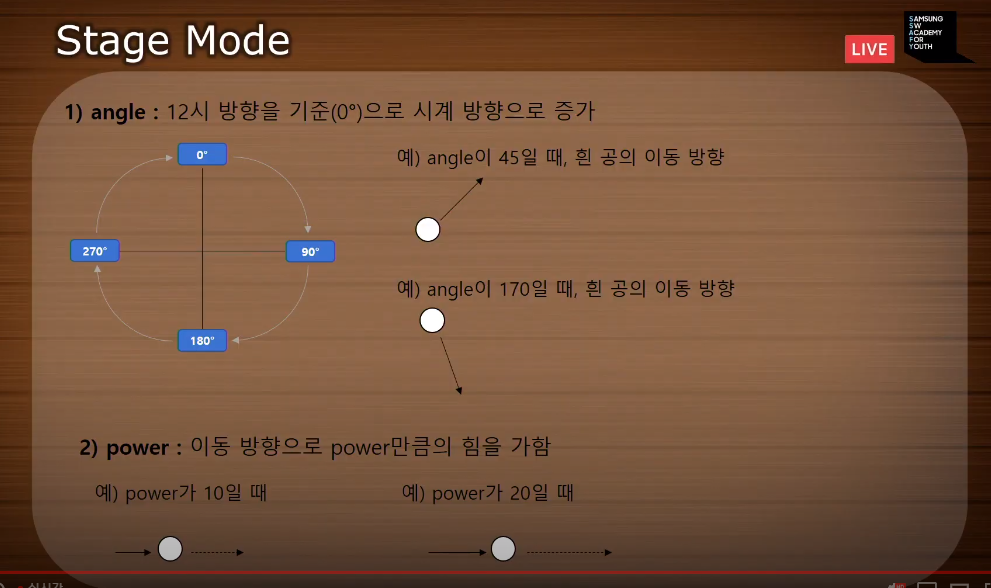 Stage Mode
LIVE
SAMSUNG
SW
ACADEMY
FOR
YOUTH
1) angle : 12시 방향을 기준(0°)으로 시계 방향으로 증가
0°
270°
90°
180°
예) angle이 45일 때, 흰 공의 이동 방향
예) angle이 170일 때, 흰 공의 이동 방향
2) power : 이동 방향으로 power만큼의 힘을 가함
예) power가 10일 때
예) power가 20일 때